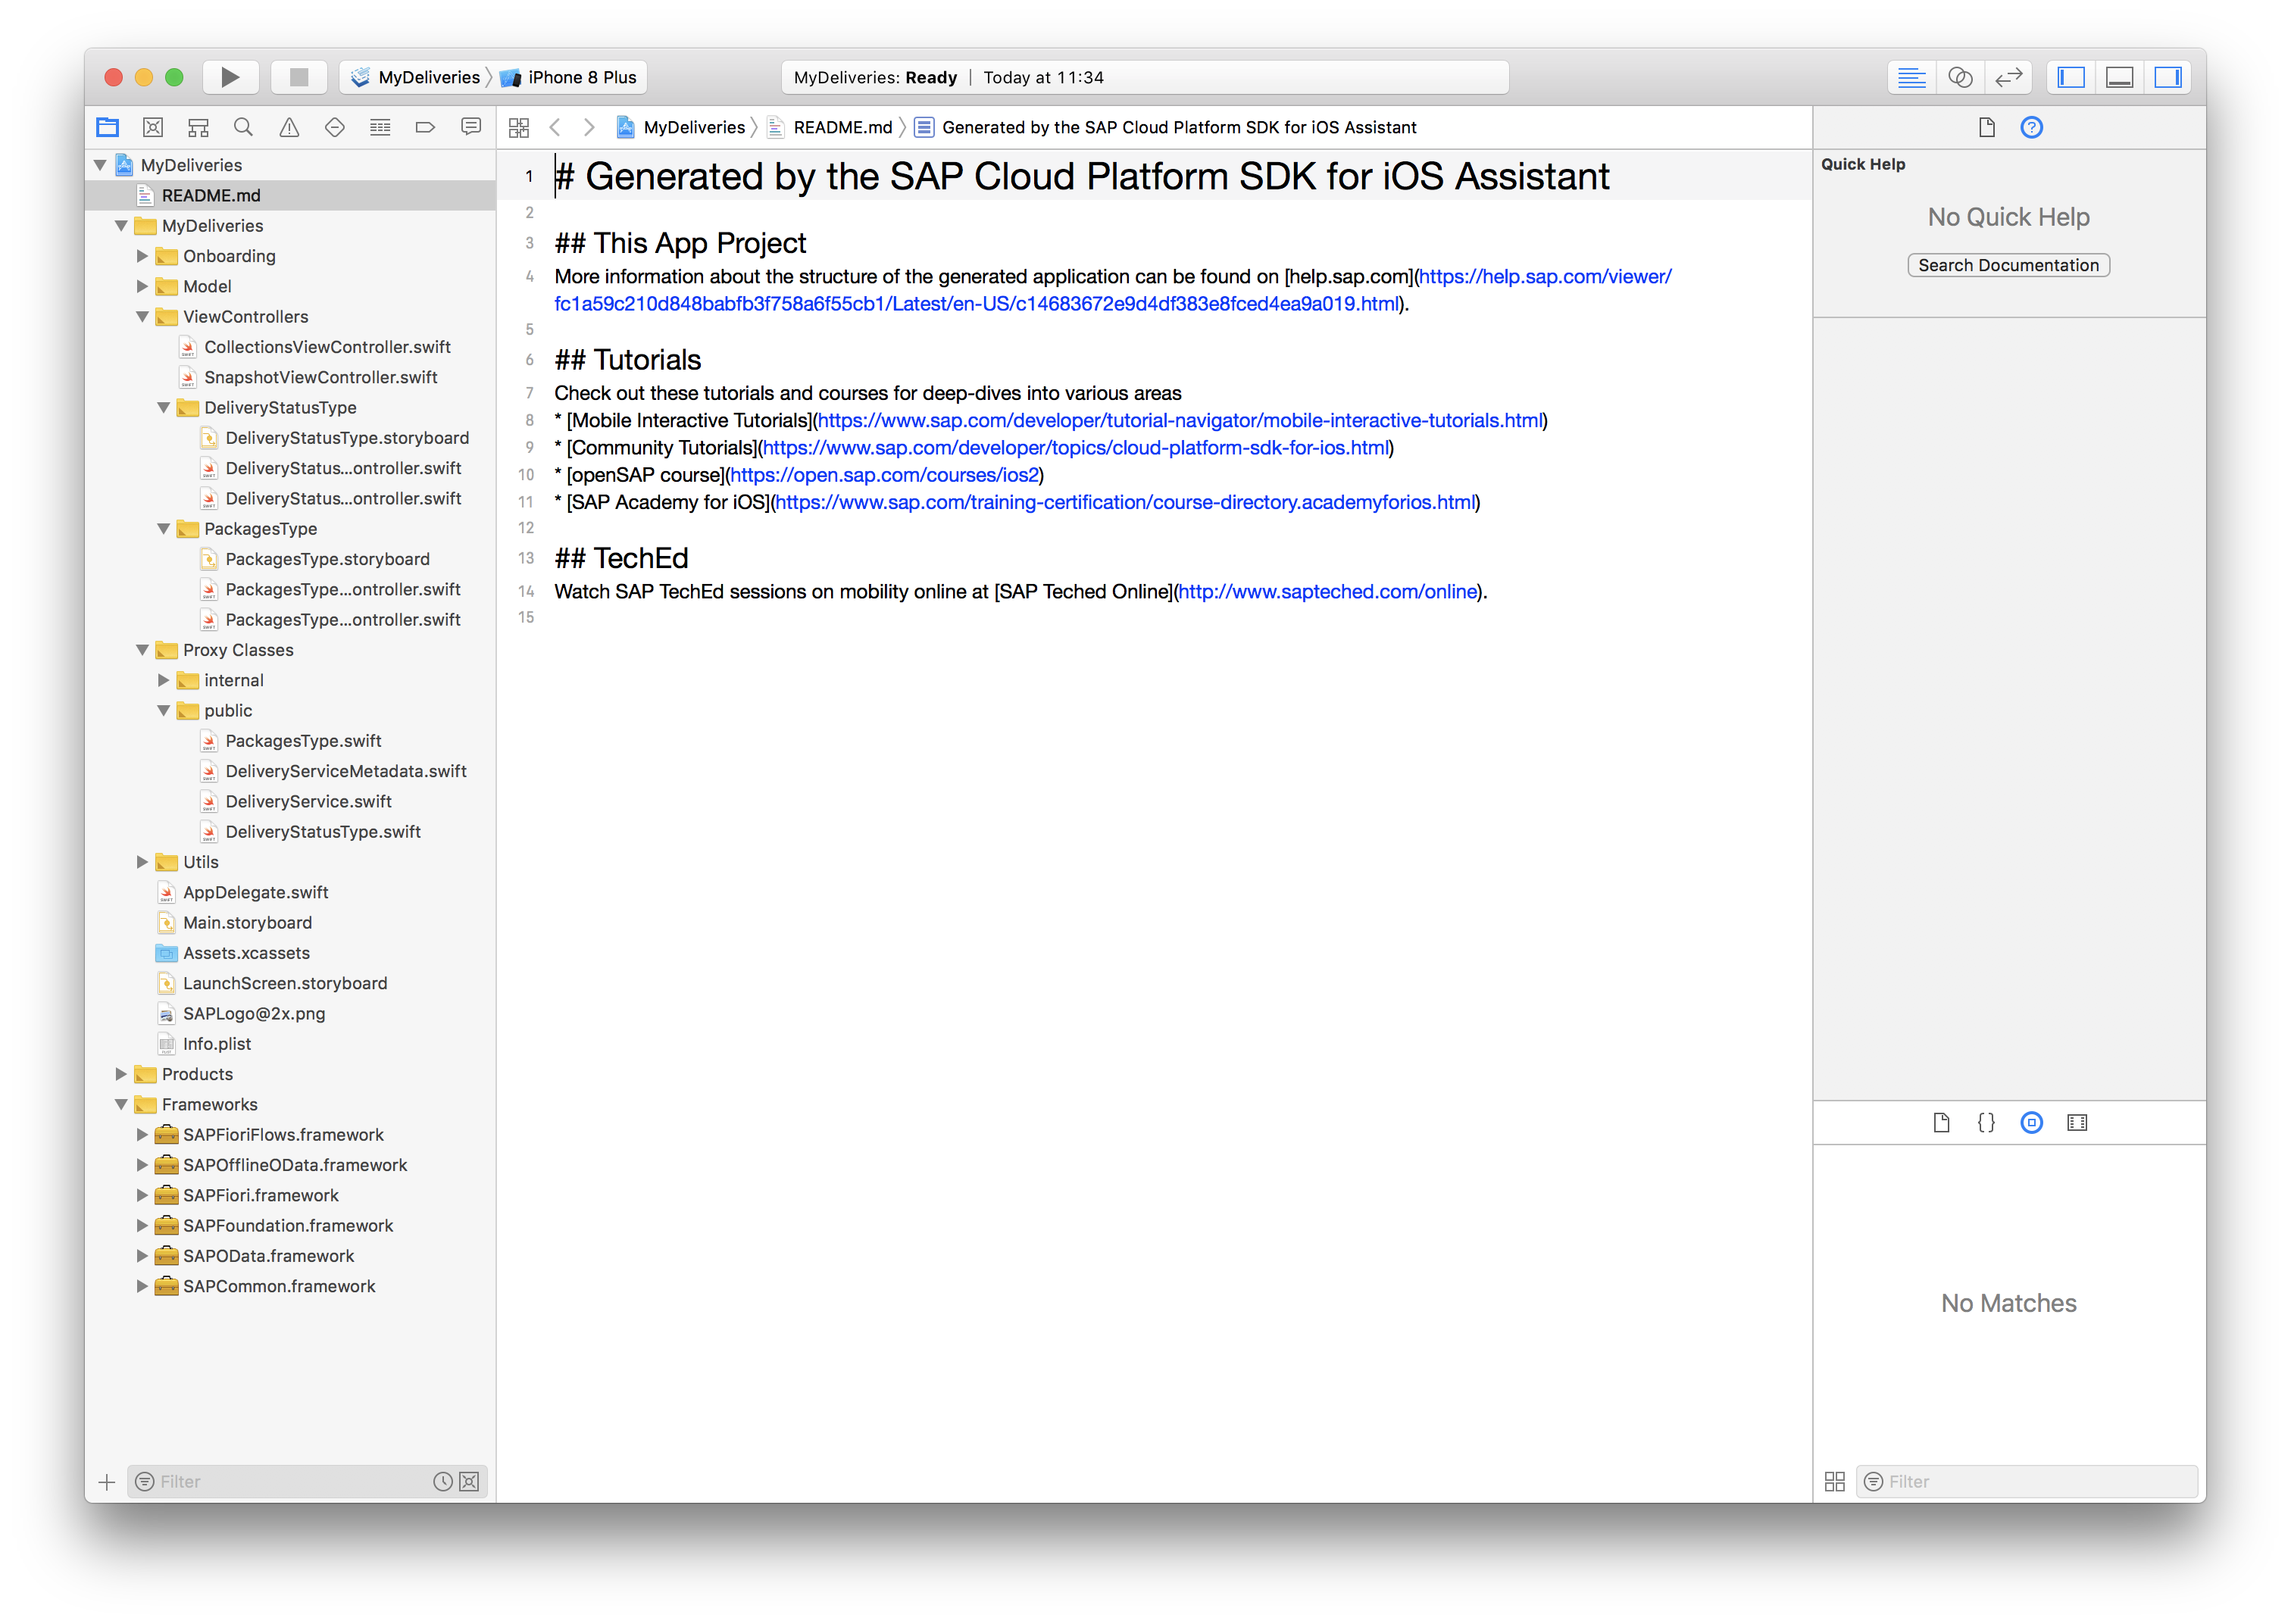 MyDeliveries
iPhone 8 Plus
MyDeliveries: Ready | Today at 11:34
MyDeliveries
README.md
Generated by the SAP Cloud Platform SDK for iOS Assistant
MyDeliveries
README.md
MyDeliveries
Onboarding
Model
ViewControllers
CollectionsViewController.swift
SnapshotViewController.swift
DeliveryStatusType
DeliveryStatusType.storyboard
DeliveryStatus...ontroller.swift
DeliveryStatus...ontroller.swift
PackagesType
PackagesType.storyboard
PackagesType...ontroller.swift
PackagesType...ontroller.swift
Proxy Classes
internal
public
PackagesType.swift
DeliveryServiceMetadata.swift
DeliveryService.swift
DeliveryStatusType.swift
Utils
AppDelegate.swift
Main.storyboard
Assets.xcassets
LaunchScreen.storyboard
SAPLogo@2x.png
Info.plist
Products
Frameworks
SAPFioriFlows.framework
SAPOfflineOData.framework
SAPFiori.framework
SAPFoundation.framework
SAPOData.framework
SAPCommon.framework
Filter
1 # Generated by the SAP Cloud Platform SDK for iOS Assistant
2
3 ## This App Project
4 More information about the structure of the generated application can be found on [help.sap.com](https://help.sap.com/viewer/
fc1a59c210d848babfb3f758a6f55cb1/Latest/en-US/c14683672e9d4df383e8fced4ea9a019.html).
5
6 ## Tutorials
7 Check out these tutorials and courses for deep-dives into various areas
8 * [Mobile Interactive Tutorials](https://www.sap.com/developer/tutorial-navigator/mobile-interactive-tutorials.html)
9 * [Community Tutorials](https://www.sap.com/developer/topics/cloud-platform-sdk-for-ios.html)
10 * [openSAP course](https://open.sap.com/courses/ios2)
11 * [SAP Academy for iOS](https://www.sap.com/training-certification/course-directory.academyforios.html)
12
13 ## TechEd
14 Watch SAP TechEd sessions on mobility online at [SAP Teched Online](http://www.sapteched.com/online).
15
Quick Help
No Quick Help
Search Documentation
No Matches
Filter